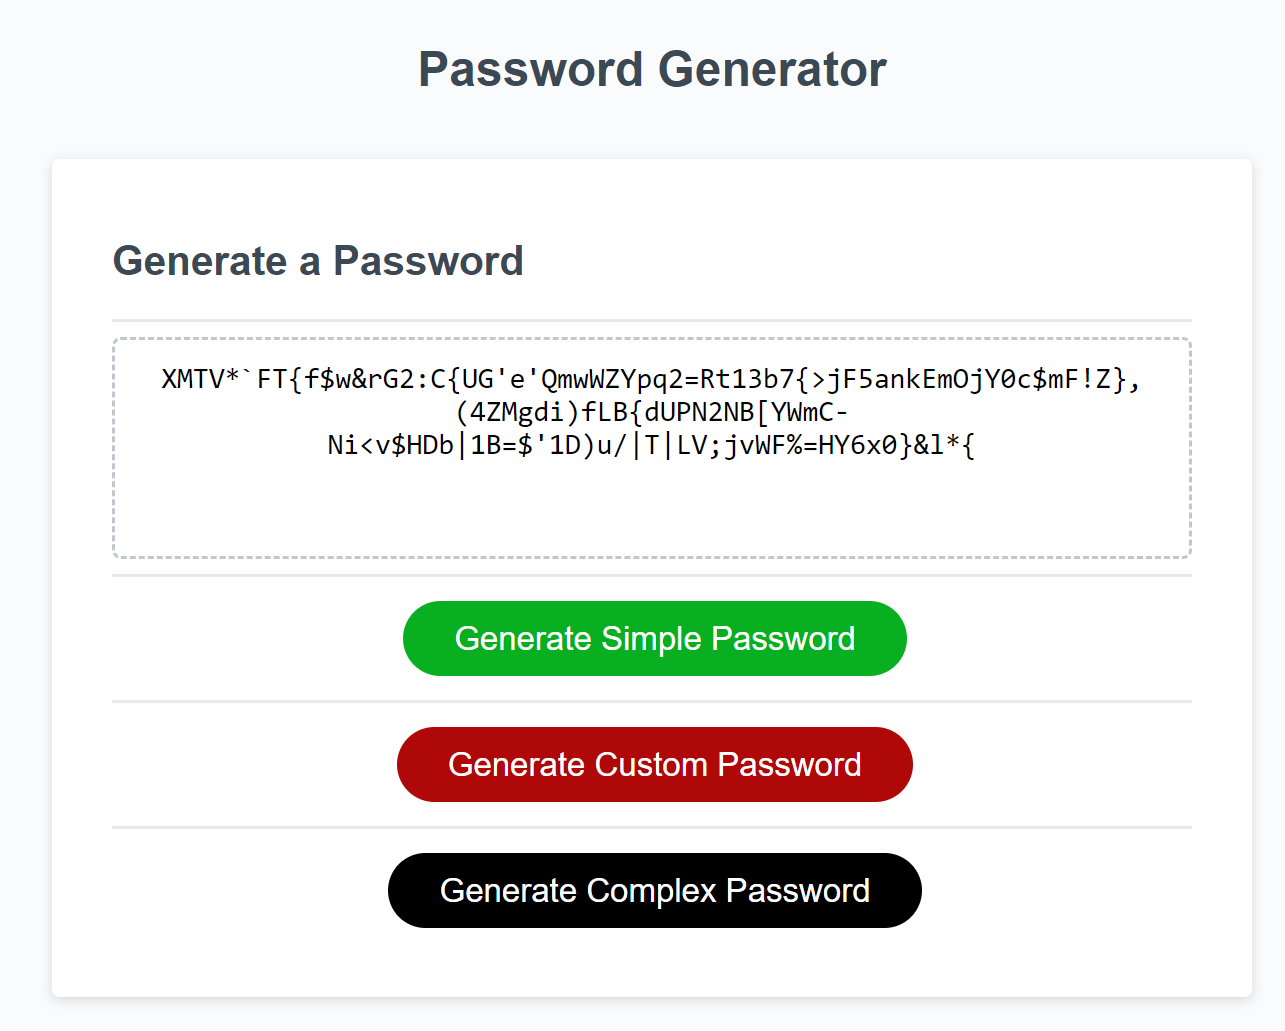 Password Generator
Generate a Password
XMTV*`FT{f$w&rG2:C{UG'e'QmwWZYpq2=Rt13b7{>jF5ankEmOjY0c$mF!Z},
(4ZMgdi)fLB{dUPN2NB[YWmC-
Ni<v$HDb|1B=$'1D)u/|T|LV;jvWF%=HY6x0}&l*{
Generate Simple Password
Generate Custom Password
Generate Complex Password